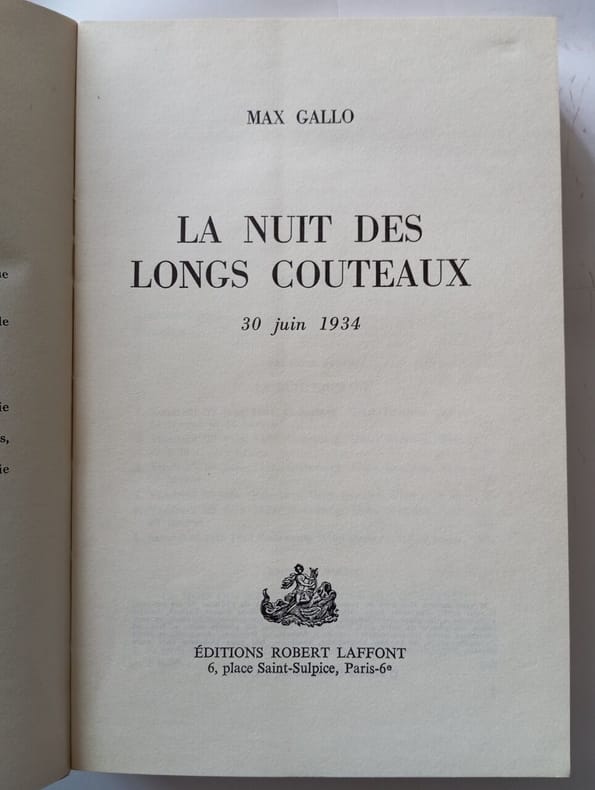 MAX GALLO
LA NUIT DES
LONGS COUTEAUX
30 juin 1934
ÉDITIONS ROBERT LAFFONT
6, place Saint-Sulpice, Paris-6e